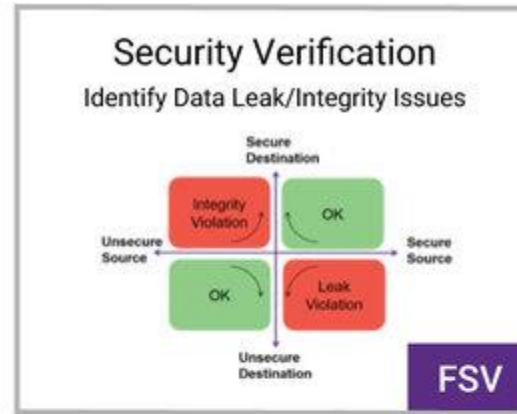 Security Verification
Identify Data Leak/Integrity Issues
Secure
Destination
Integrity
Violation
OK
Unsecure
Source
Secure
Source
OK
Leak
Violation
Unsecure
Destination
FSV